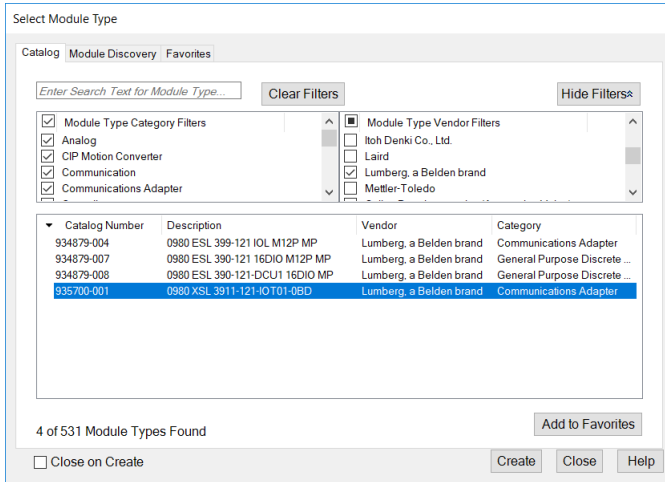 Select Module Type
Catalog Module Discovery Favorites
Enter Search Text for Module Type... Clear Filters Hide Filters
Module Type Category Filters Module Type Vendor Filters
Analog Itoh Denki Co., Ltd.
CIP Motion Converter Laird
Communication Lumberg, a Belden brand
Communications Adapter Mettler-Toledo
Catalog Number Description Vendor Category
934879-004 0980 ESL 399-121 IOL M12P MP Lumberg, a Belden brand Communications Adapter
934879-007 0980 ESL 390-121 16DIO M12P MP Lumberg, a Belden brand General Purpose Discrete ...
934879-008 0980 ESL 390-121-DCU1 16DIO MP Lumberg, a Belden brand General Purpose Discrete ...
935700-001 0980 XSL 3911-121-IOT01-0BD Lumberg, a Belden brand Communications Adapter
4 of 531 Module Types Found Add to Favorites
Close on Create Create Close Help